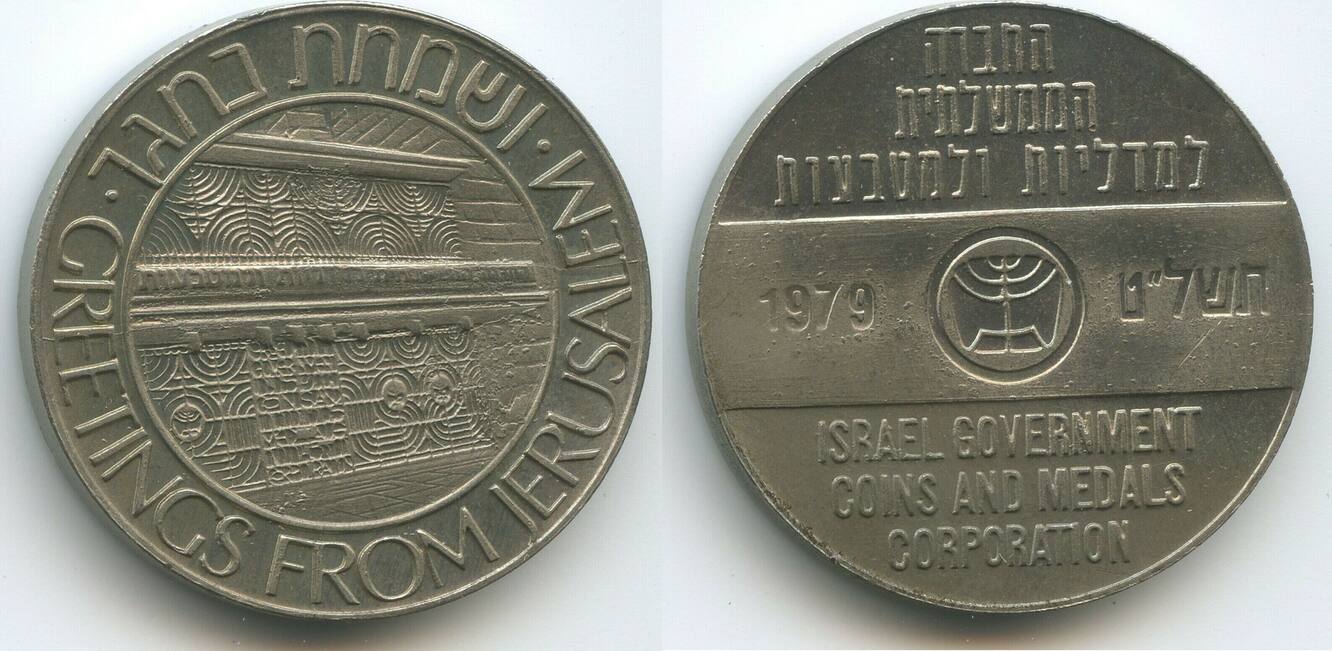 ושמחת בחגך
GREETINGS FROM JERUSALEM
החברה
הממשלתית
למדליות ולמטבעות
1979
תשל"ט
ISRAEL GOVERNMENT
COINS AND MEDALS
CORPORATION